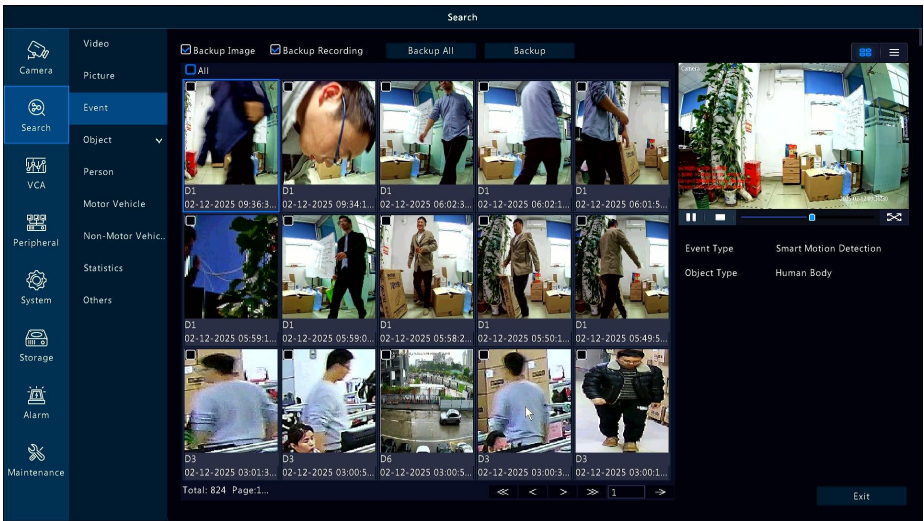 Search
Camera
Search
VCA
Peripheral
System
Storage
Alarm
Maintenance
Video
Picture
Event
Object
Person
Motor Vehicle
Non-Motor Vehic..
Statistics
Others
Backup Image
Backup Recording
Backup All
Backup
All
D1
02-12-2025 09:36:3...
D1
02-12-2025 09:34:1...
D1
02-12-2025 06:02:3...
D1
02-12-2025 06:02:1...
D1
02-12-2025 06:01:5...
D1
02-12-2025 05:59:1...
D1
02-12-2025 05:59:0...
D1
02-12-2025 05:58:2...
D1
02-12-2025 05:50:1...
D1
02-12-2025 05:49:5...
D3
02-12-2025 03:01:3...
D3
02-12-2025 03:00:5...
D6
02-12-2025 03:00:5...
D3
02-12-2025 03:00:3...
D3
02-12-2025 03:00:1...
Total: 824 Page:1...
1
Camera
Event Type Smart Motion Detection
Object Type Human Body
Exit